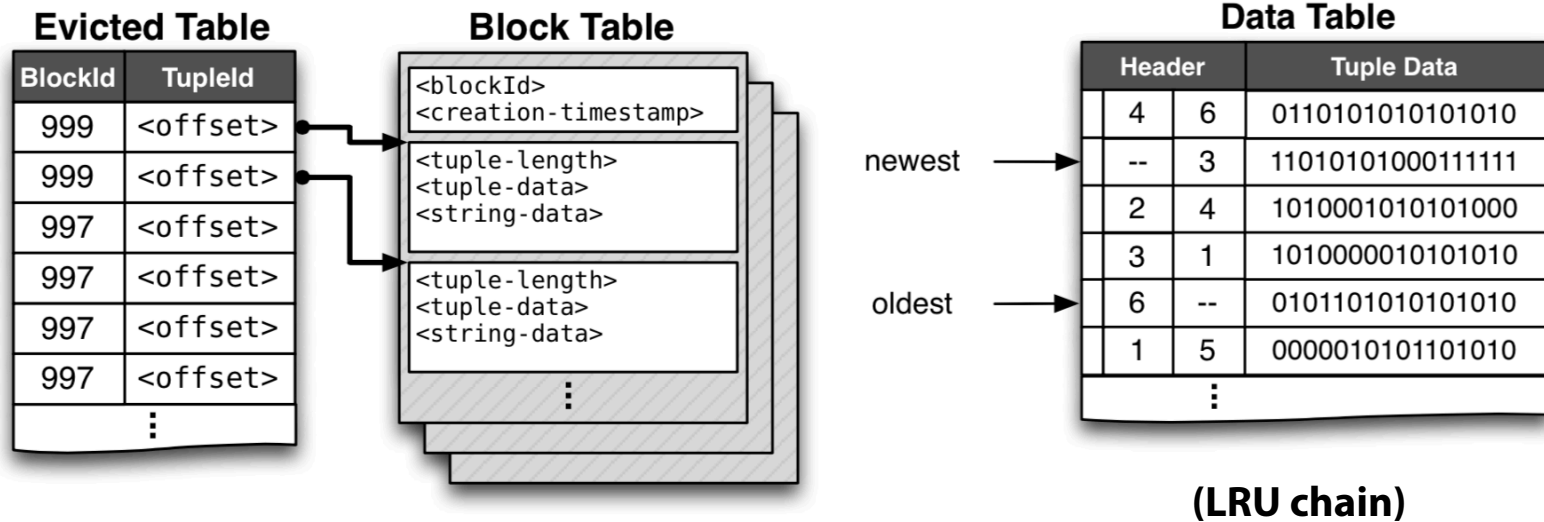 Evicted Table
BlockId TupleId
999 <offset>
999 <offset>
997 <offset>
997 <offset>
997 <offset>
997 <offset>
Block Table
<blockId>
<creation-timestamp>
<tuple-length>
<tuple-data>
<string-data>
<tuple-length>
<tuple-data>
<string-data>
Data Table
Header Tuple Data
4 6 0110101010101010
newest
-- 3 11010101000111111
2 4 1010001010101000
3 1 1010000010101010
oldest
6 -- 0101101010101010
1 5 0000010101101010
(LRU chain)